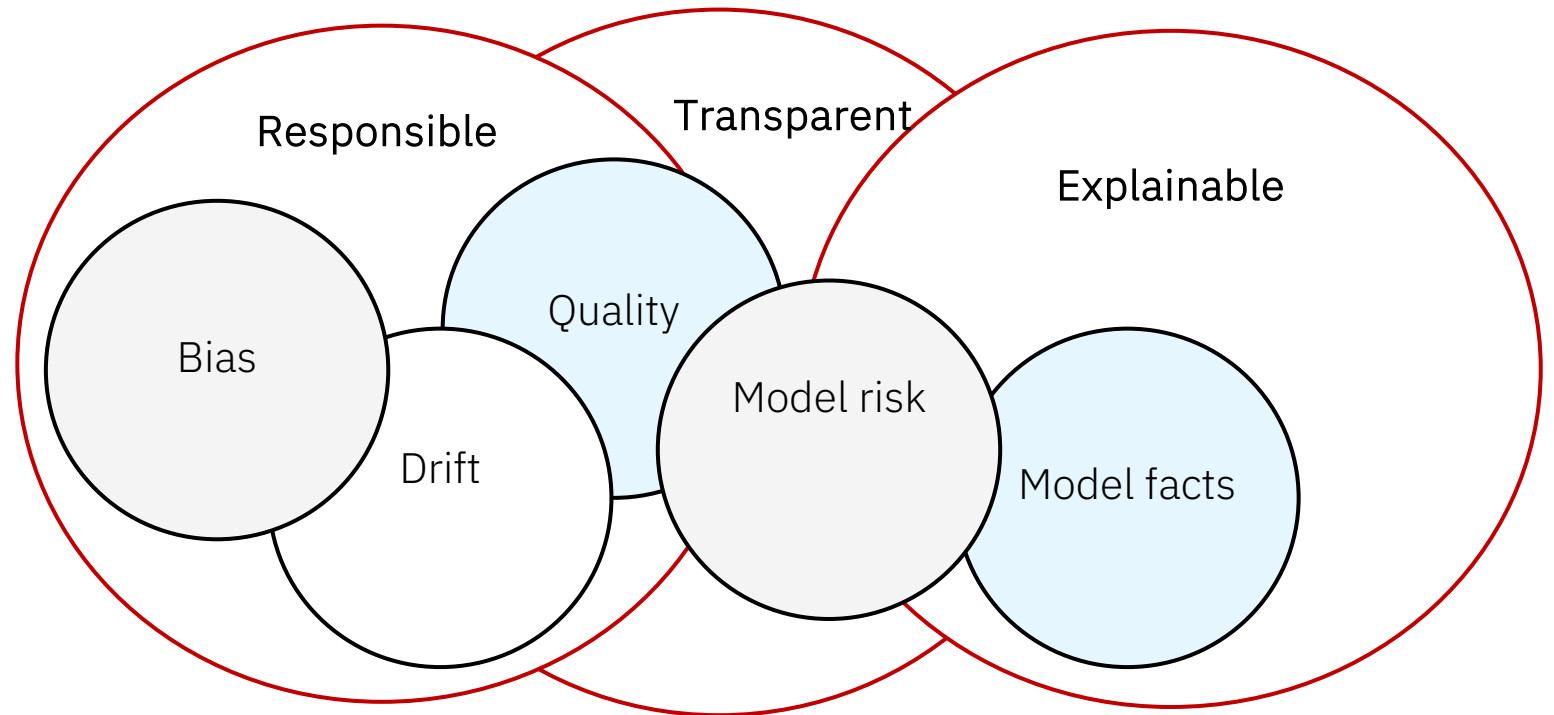 Responsible
Transparent
Explainable
Quality
Bias
Model risk
Drift
Model facts